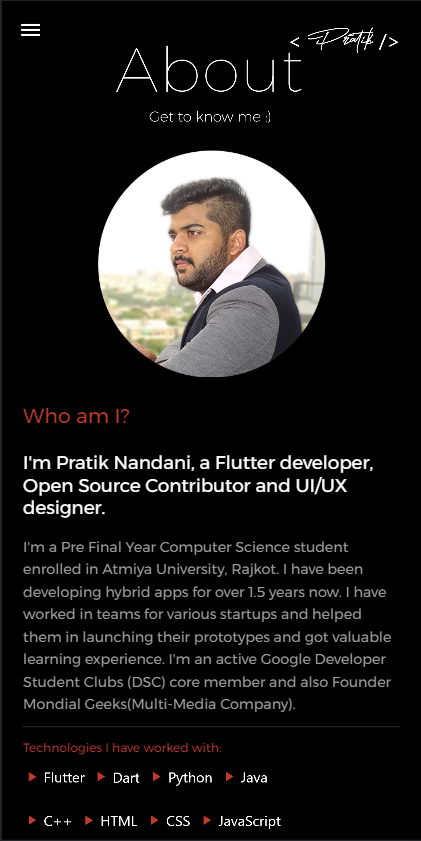 < Pratik />
About
Get to know me :)
Who am I?
I'm Pratik Nandani, a Flutter developer,
Open Source Contributor and UI/UX
designer.
I'm a Pre Final Year Computer Science student
enrolled in Atmiya University, Rajkot. I have been
developing hybrid apps for over 1.5 years now. I have
worked in teams for various startups and helped
them in launching their prototypes and got valuable
learning experience. I'm an active Google Developer
Student Clubs (DSC) core member and also Founder
Mondial Geeks(Multi-Media Company).
Technologies I have worked with:
Flutter Dart Python Java
C++ HTML CSS JavaScript